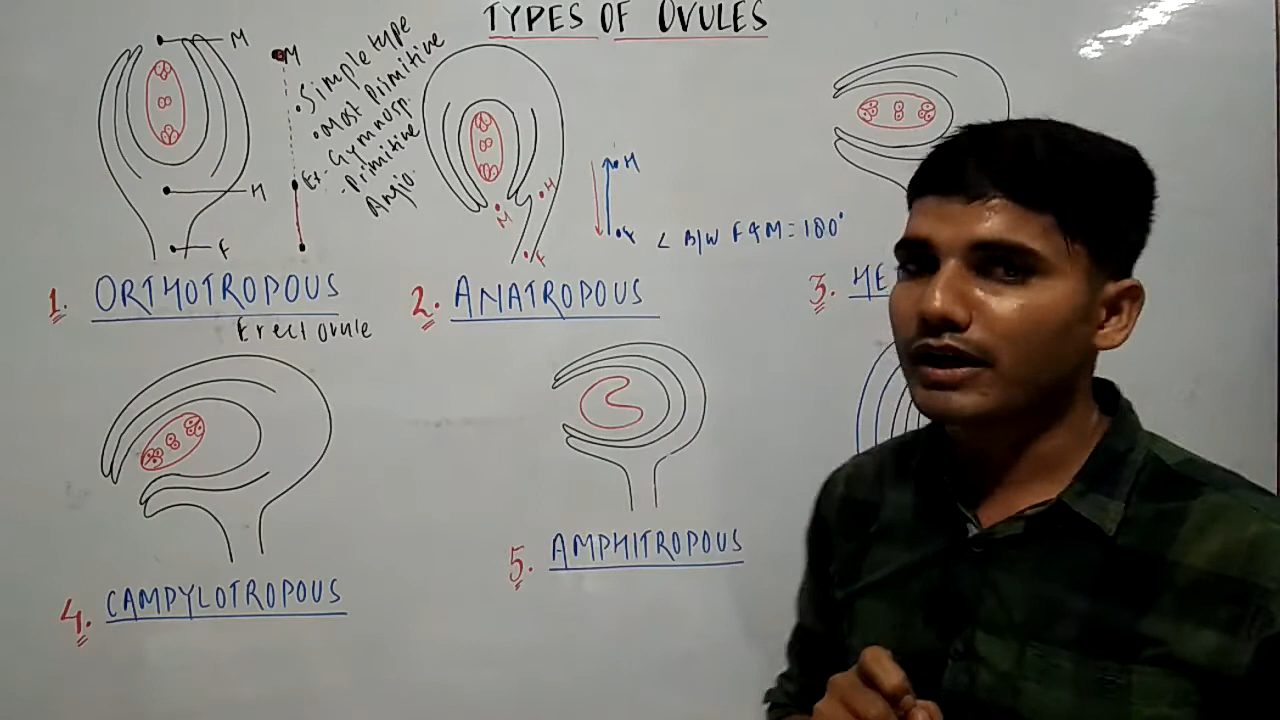 TYPES OF OVULES
M
H
F
M
• Simple type
• Most Primitive
Ex- Gymnosp.
- Primitive
Angio.
1. ORTHOTROPOUS
Erect ovule
M
H
F
H
∠ B/W F & M = 180°
2. ANATROPOUS
3. HE
4. CAMPYLOTROPOUS
5. AMPHITROPOUS